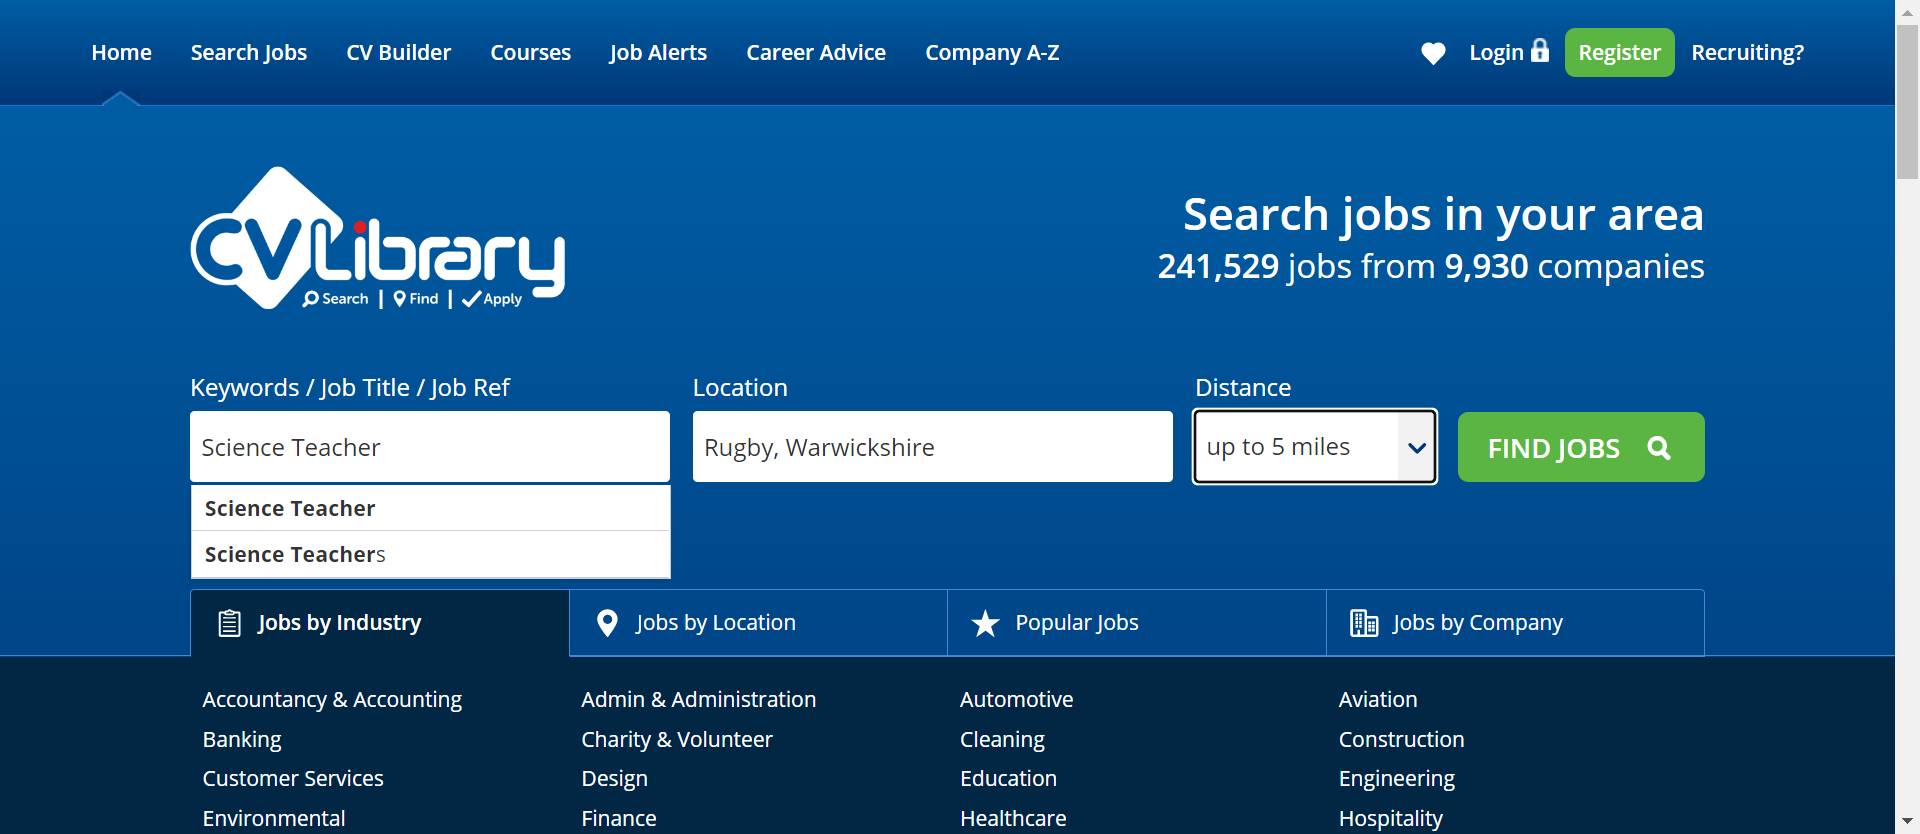 Home Search Jobs CV Builder Courses Job Alerts Career Advice Company A-Z Login Register Recruiting?
CVLibrary
Search | Find | Apply
Search jobs in your area
241,529 jobs from 9,930 companies
Keywords / Job Title / Job Ref Location Distance
Science Teacher Rugby, Warwickshire up to 5 miles FIND JOBS
Science Teacher
Science Teachers
Jobs by Industry Jobs by Location Popular Jobs Jobs by Company
Accountancy & Accounting Admin & Administration Automotive Aviation
Banking Charity & Volunteer Cleaning Construction
Customer Services Design Education Engineering
Environmental Finance Healthcare Hospitality